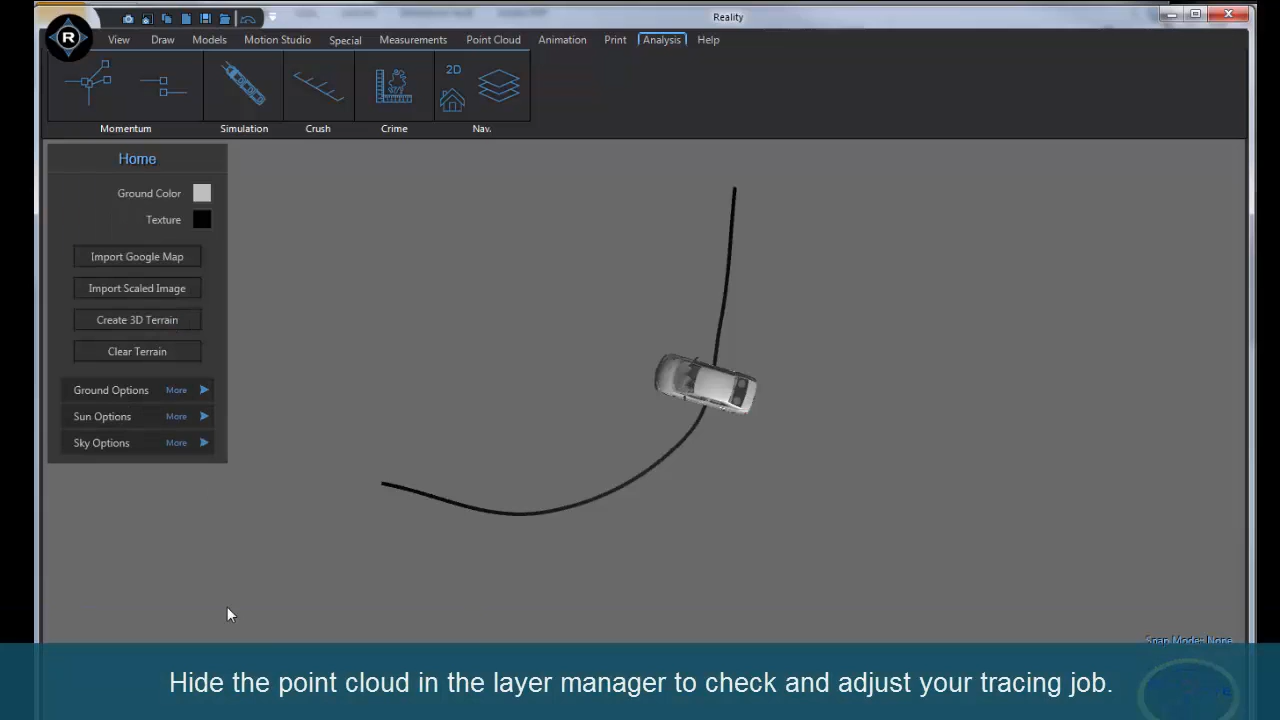 Reality
R
View Draw Models Motion Studio Special Measurements Point Cloud Animation Print Analysis Help
2D
Momentum Simulation Crush Crime Nav.
Home
Ground Color
Texture
Import Google Map
Import Scaled Image
Create 3D Terrain
Clear Terrain
Ground Options More
Sun Options More
Sky Options More
Snap Mode: None
Hide the point cloud in the layer manager to check and adjust your tracing job.